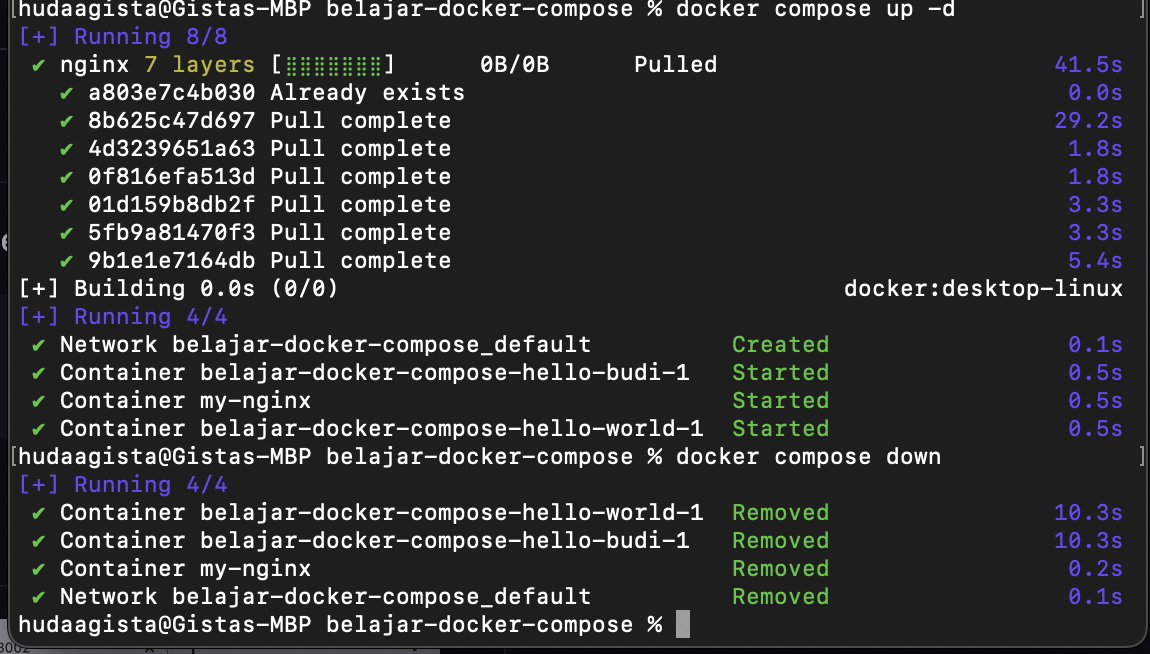 [hudaagista@Gistas-MBP belajar-docker-compose % docker compose up -d ]
[+] Running 8/8
✔ nginx 7 layers [⣿⣿⣿⣿⣿⣿⣿] 0B/0B Pulled 41.5s
✔ a803e7c4b030 Already exists 0.0s
✔ 8b625c47d697 Pull complete 29.2s
✔ 4d3239651a63 Pull complete 1.8s
✔ 0f816efa513d Pull complete 1.8s
✔ 01d159b8db2f Pull complete 3.3s
✔ 5fb9a81470f3 Pull complete 3.3s
✔ 9b1e1e7164db Pull complete 5.4s
[+] Building 0.0s (0/0) docker:desktop-linux
[+] Running 4/4
✔ Network belajar-docker-compose_default Created 0.1s
✔ Container belajar-docker-compose-hello-budi-1 Started 0.5s
✔ Container my-nginx Started 0.5s
✔ Container belajar-docker-compose-hello-world-1 Started 0.5s
[hudaagista@Gistas-MBP belajar-docker-compose % docker compose down ]
[+] Running 4/4
✔ Container belajar-docker-compose-hello-world-1 Removed 10.3s
✔ Container belajar-docker-compose-hello-budi-1 Removed 10.3s
✔ Container my-nginx Removed 0.2s
✔ Network belajar-docker-compose_default Removed 0.1s
hudaagista@Gistas-MBP belajar-docker-compose %